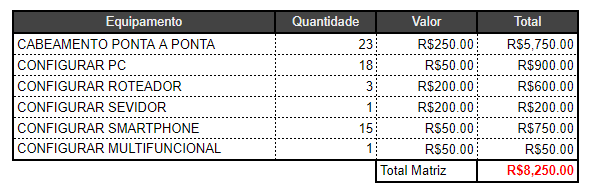 Equipamento Quantidade Valor Total
CABEAMENTO PONTA A PONTA 23 R$250.00 R$5,750.00
CONFIGURAR PC 18 R$50.00 R$900.00
CONFIGURAR ROTEADOR 3 R$200.00 R$600.00
CONFIGURAR SEVIDOR 1 R$200.00 R$200.00
CONFIGURAR SMARTPHONE 15 R$50.00 R$750.00
CONFIGURAR MULTIFUNCIONAL 1 R$50.00 R$50.00
Total Matriz R$8,250.00